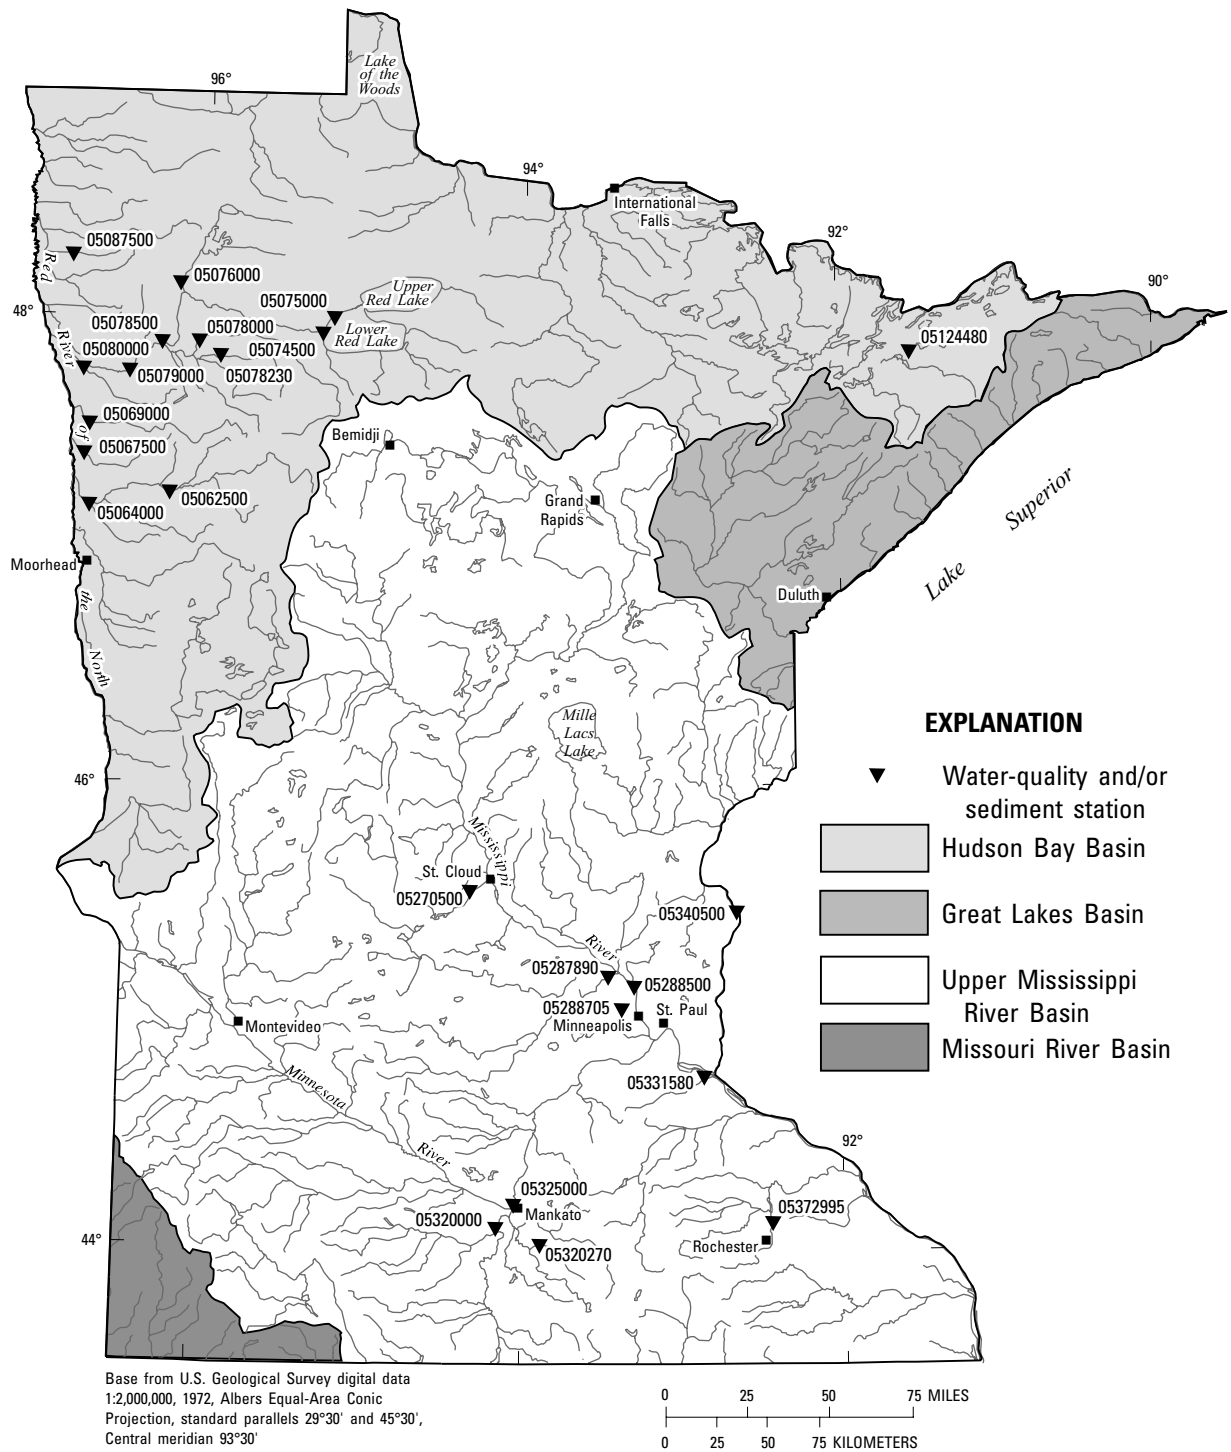 96°
Lake
of the
Woods
94°
International
Falls
92°
90°
05087500
Red
05076000
Upper
Red Lake
05075000
48°
River
05078500
05078000
Lower
Red Lake
05074500
05080000
05079000
05078230
05124480
05069000
of
05067500
Bemidji
05062500
05064000
Grand
Rapids
Superior
Lake
Moorhead
the
Duluth
North
Mille
Lacs
Lake
46°
Mississippi
St. Cloud
05270500
05340500
River
05287890
05288500
05288705
St. Paul
Minneapolis
Montevideo
Minnesota
05331580
92°
River
05325000
Mankato
05320000
05320270
05372995
Rochester
44°
EXPLANATION
Water-quality and/or
sediment station
Hudson Bay Basin
Great Lakes Basin
Upper Mississippi
River Basin
Missouri River Basin
Base from U.S. Geological Survey digital data
1:2,000,000, 1972, Albers Equal-Area Conic
Projection, standard parallels 29°30' and 45°30',
Central meridian 93°30'
0 25 50 75 MILES
0 25 50 75 KILOMETERS